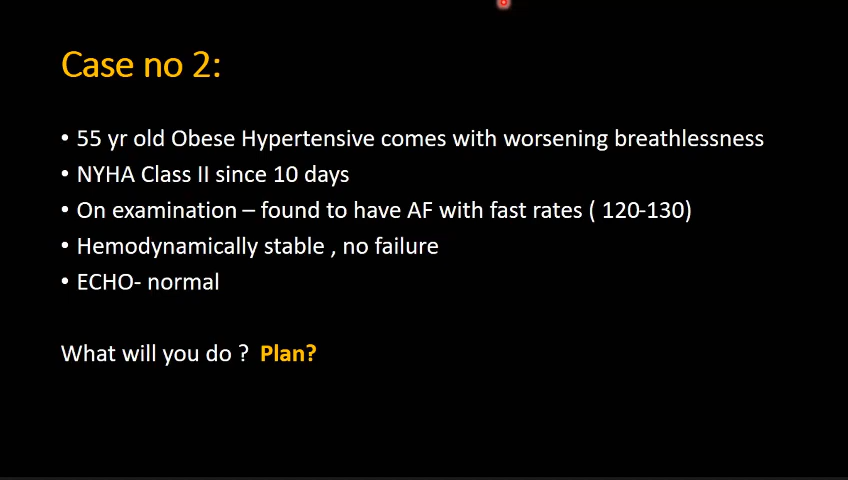 Case no 2:
• 55 yr old Obese Hypertensive comes with worsening breathlessness
• NYHA Class II since 10 days
• On examination – found to have AF with fast rates ( 120-130)
• Hemodynamically stable , no failure
• ECHO- normal
What will you do ? Plan?